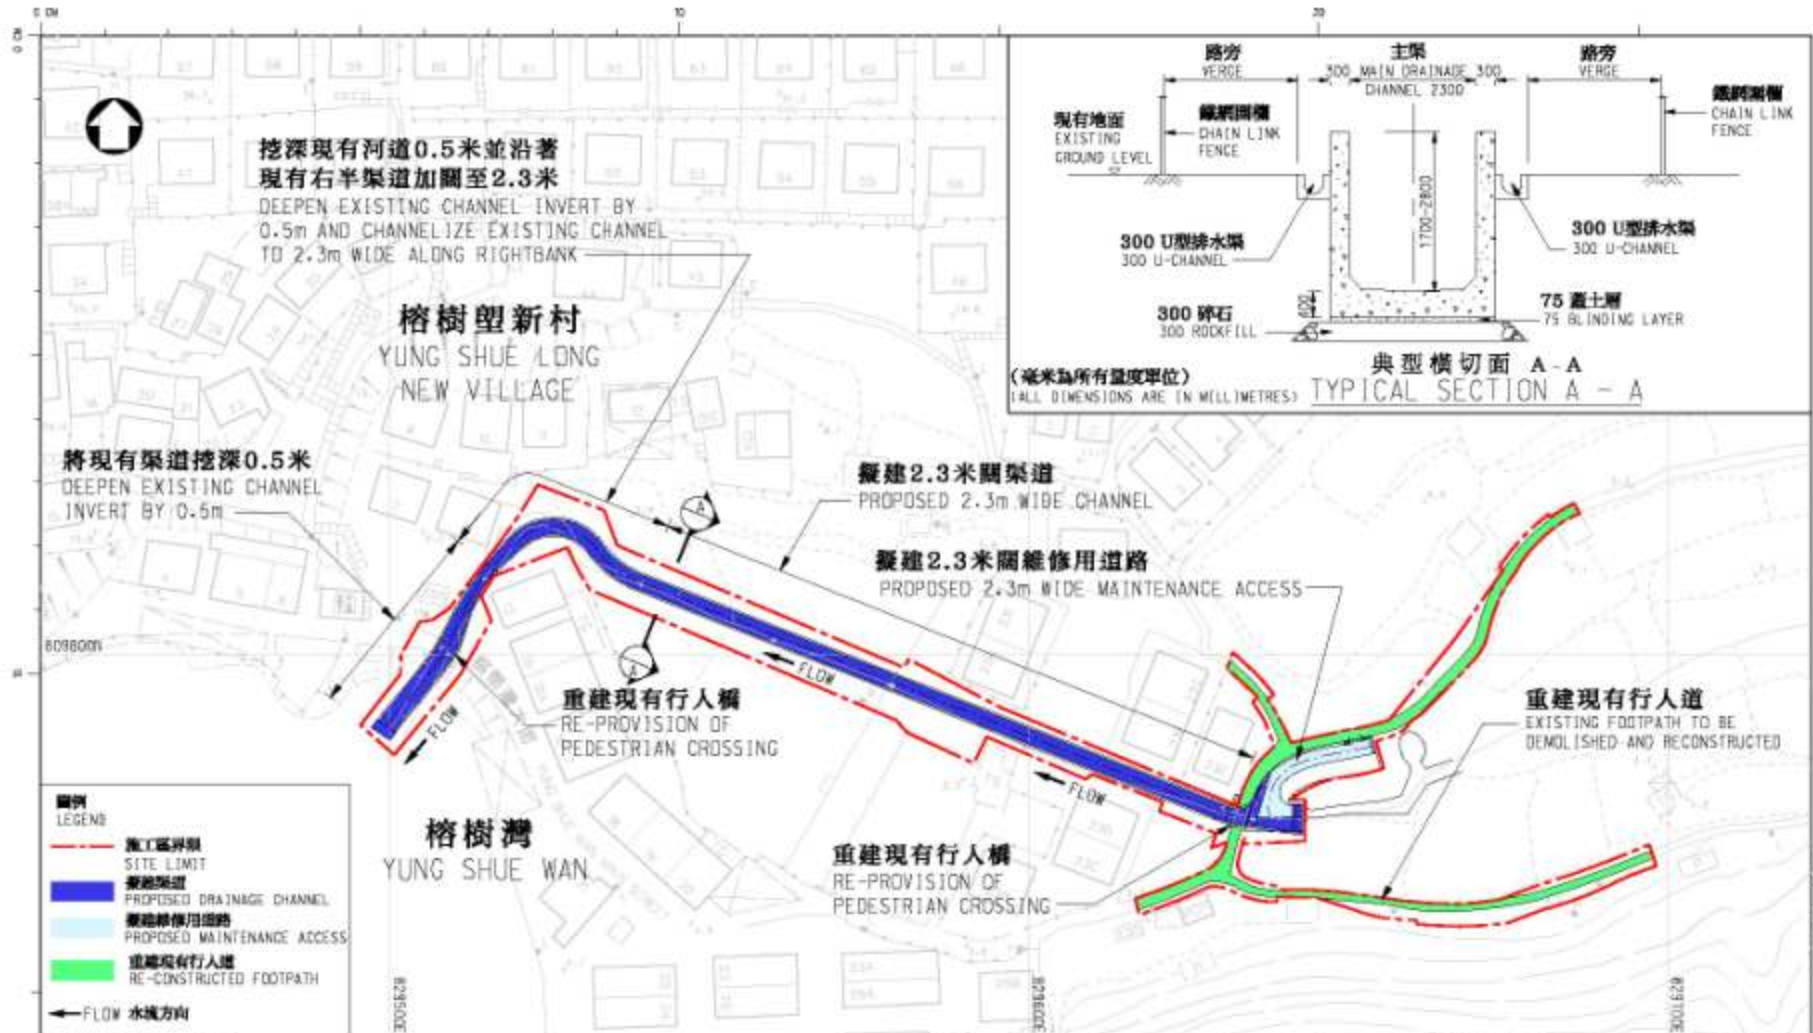 0
10
20
挖深現有河道0.5米並沿著
現有右半渠道加闊至2.3米
DEEPEN EXISTING CHANNEL INVERT BY
0.5m AND CHANNELIZE EXISTING CHANNEL
TO 2.3m WIDE ALONG RIGHTBANK
榕樹塱新村
YUNG SHUE LONG
NEW VILLAGE
將現有渠道挖深0.5米
DEEPEN EXISTING CHANNEL
INVERT BY 0.5m
路旁
VERGE
主渠
300 MAIN DRAINAGE 300
CHANNEL 2300
路旁
VERGE
現有地面
EXISTING
GROUND LEVEL
鐵網圍欄
CHAIN LINK
FENCE
鐵網圍欄
CHAIN LINK
FENCE
1700-2800
300 U型排水渠
300 U-CHANNEL
300 U型排水渠
300 U-CHANNEL
600
300 碎石
300 ROCKFILL
75 蓋土層
75 BLINDING LAYER
典型橫切面 A-A
TYPICAL SECTION A - A
(毫米為所有量度單位)
(ALL DIMENSIONS ARE IN MILLIMETRES)
擬建2.3米闊渠道
PROPOSED 2.3m WIDE CHANNEL
擬建2.3米闊維修用道路
PROPOSED 2.3m WIDE MAINTENANCE ACCESS
A
A
809800N
FLOW
FLOW
FLOW
重建現有行人橋
RE-PROVISION OF
PEDESTRIAN CROSSING
重建現有行人道
EXISTING FOOTPATH TO BE
DEMOLISHED AND RECONSTRUCTED
榕樹灣
YUNG SHUE WAN
重建現有行人橋
RE-PROVISION OF
PEDESTRIAN CROSSING
圖例
LEGEND
施工區界線
SITE LIMIT
擬建渠道
PROPOSED DRAINAGE CHANNEL
擬建維修用道路
PROPOSED MAINTENANCE ACCESS
重建現有行人道
RE-CONSTRUCTED FOOTPATH
FLOW 水流方向
829500E
829600E
829700E